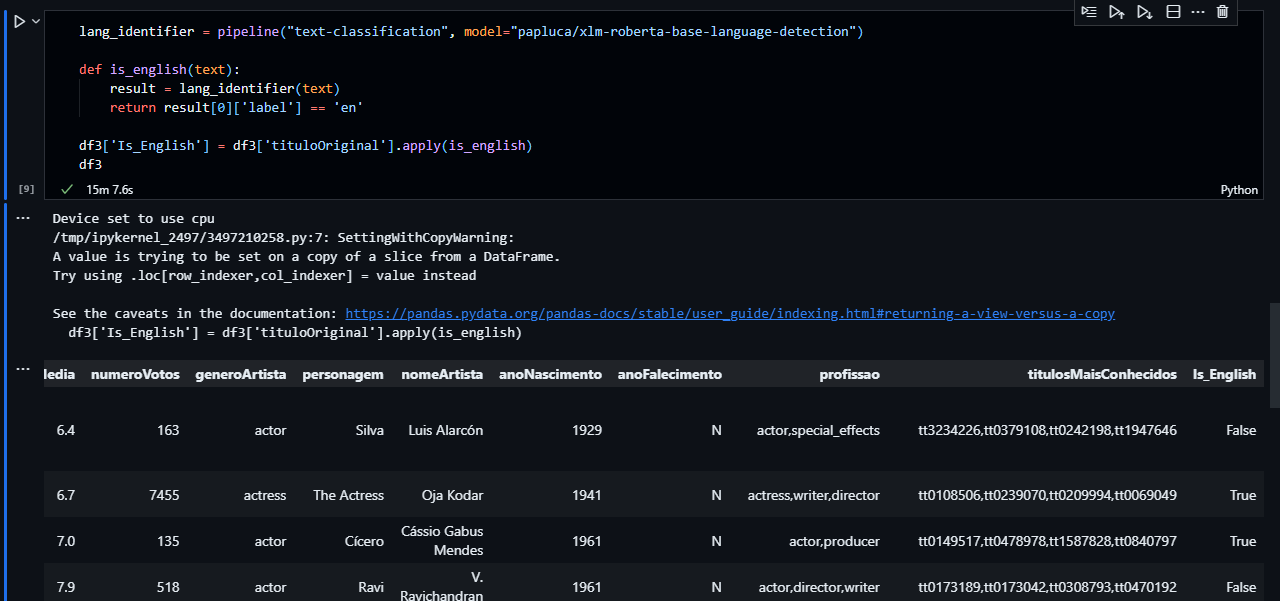 lang_identifier = pipeline("text-classification", model="papluca/xlm-roberta-base-language-detection")
def is_english(text):
    result = lang_identifier(text)
    return result[0]['label'] == 'en'
df3['Is_English'] = df3['tituloOriginal'].apply(is_english)
df3
[9] 15m 7.6s Python
Device set to use cpu
/tmp/ipykernel_2497/3497210258.py:7: SettingWithCopyWarning:
A value is trying to be set on a copy of a slice from a DataFrame.
Try using .loc[row_indexer,col_indexer] = value instead
See the caveats in the documentation: https://pandas.pydata.org/pandas-docs/stable/user_guide/indexing.html#returning-a-view-versus-a-copy
  df3['Is_English'] = df3['tituloOriginal'].apply(is_english)
numeroVotos generoArtista personagem nomeArtista anoNascimento anoFalecimento profissao titulosMaisConhecidos Is_English
6.4 163 actor Silva Luis Alarcón 1929 N actor,special_effects tt3234226,tt0379108,tt0242198,tt1947646 False
6.7 7455 actress The Actress Oja Kodar 1941 N actress,writer,director tt0108506,tt0239070,tt0209994,tt0069049 True
7.0 135 actor Cícero Cássio Gabus Mendes 1961 N actor,producer tt0149517,tt0478978,tt1587828,tt0840797 True
7.9 518 actor Ravi V. Ravichandran 1961 N actor,director,writer tt0173189,tt0173042,tt0308793,tt0470192 False